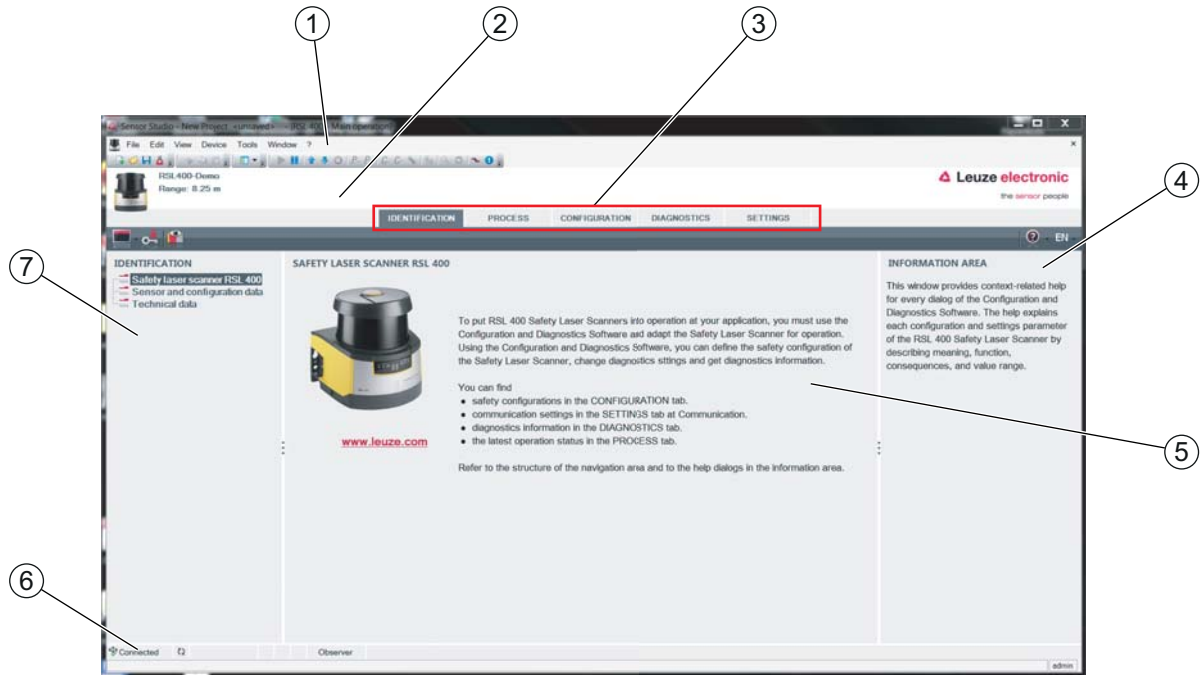 1
2
3
Sensor Studio - New Project <unsaved> - [RSL 400 - Main operation]
File Edit View Device Tools Window ?
RSL400-Demo
Range: 8.25 m
Leuze electronic
the sensor people
4
IDENTIFICATION PROCESS CONFIGURATION DIAGNOSTICS SETTINGS
EN
7
IDENTIFICATION
Safety laser scanner RSL 400
Sensor and configuration data
Technical data
SAFETY LASER SCANNER RSL 400
To put RSL 400 Safety Laser Scanners into operation at your application, you must use the
Configuration and Diagnostics Software and adapt the Safety Laser Scanner for operation.
Using the Configuration and Diagnostics Software, you can define the safety configuration of
the Safety Laser Scanner, change diagnostics sttings and get diagnostics information.
You can find
• safety configurations in the CONFIGURATION tab.
• communication settings in the SETTINGS tab at Communication.
• diagnostics information in the DIAGNOSTICS tab.
• the latest operation status in the PROCESS tab.
www.leuze.com
Refer to the structure of the navigation area and to the help dialogs in the information area.
INFORMATION AREA
This window provides context-related help
for every dialog of the Configuration and
Diagnostics Software. The help explains
each configuration and settings parameter
of the RSL 400 Safety Laser Scanner by
describing meaning, function,
consequences, and value range.
5
6
Connected
Observer
admin